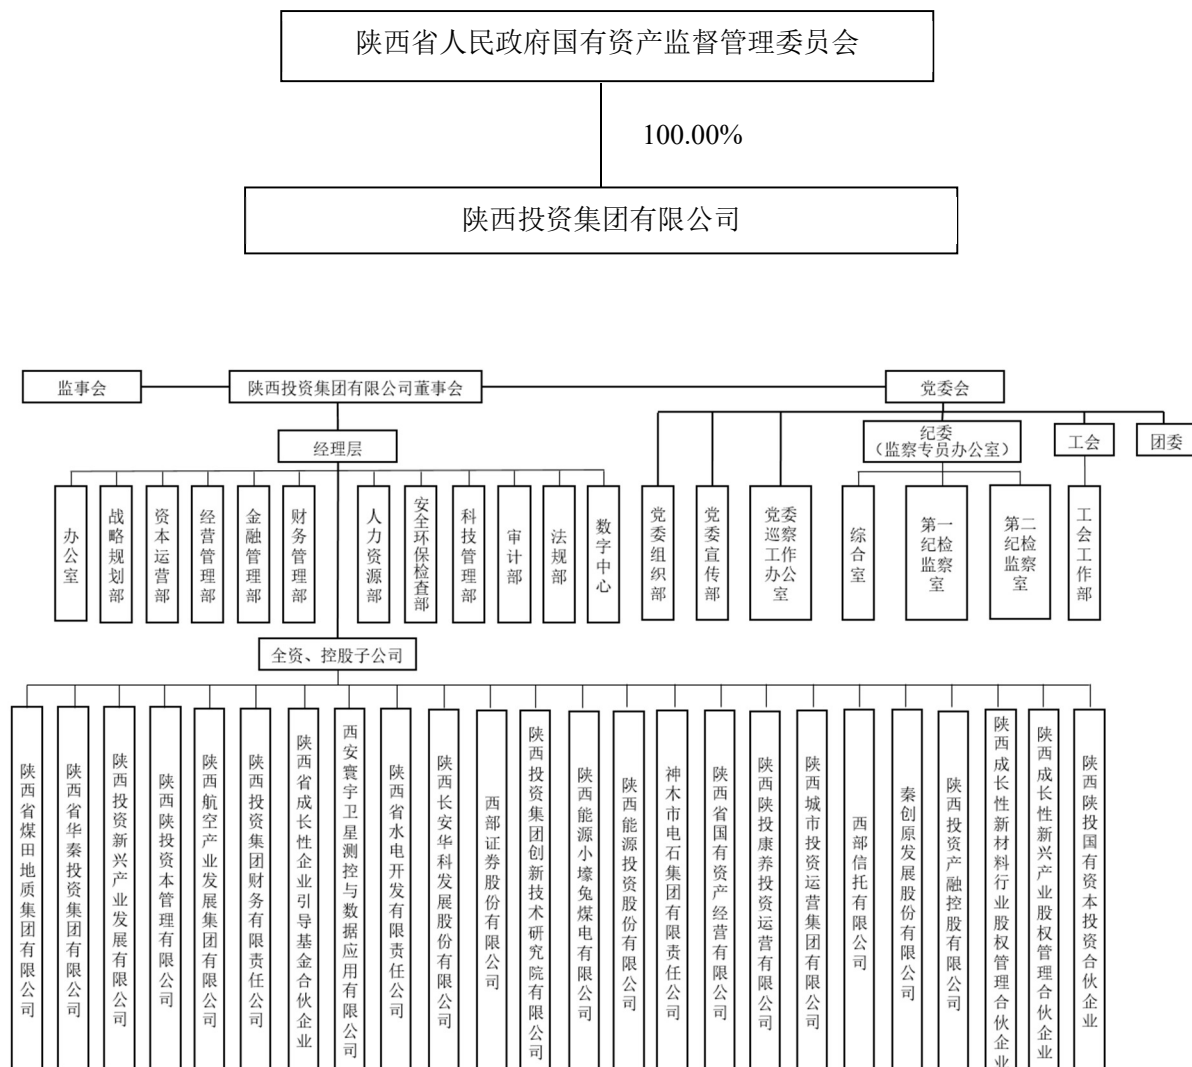 陕西省人民政府国有资产监督管理委员会
100.00%
陕西投资集团有限公司
监事会
陕西投资集团有限公司董事会
党委会
经理层
纪委
（监察专员办公室）
工会
团委
办公室
战略规划部
资本运营部
经营管理部
金融管理部
财务管理部
人力资源部
安全环保检查部
科技管理部
审计部
法规部
数字中心
党委组织部
党委宣传部
党委巡察工作办公室
综合室
第一纪检监察室
第二纪检监察室
工会工作部
全资、控股子公司
陕西省煤田地质集团有限公司
陕西省华秦投资集团有限公司
陕西投资新兴产业发展有限公司
陕西陕投资本管理有限公司
陕西航空产业发展集团有限公司
陕西投资集团财务有限责任公司
陕西省成长性企业引导基金合伙企业
西安寰宇卫星测控与数据应用有限公司
陕西省水电开发有限责任公司
陕西长安华科发展股份有限公司
西部证券股份有限公司
陕西投资集团创新技术研究院有限公司
陕西能源小壕兔煤电有限公司
陕西能源投资股份有限公司
神木市电石集团有限责任公司
陕西省国有资产经营有限公司
陕西陕投康养投资运营有限公司
陕西城市投资运营集团有限公司
西部信托有限公司
秦创原发展股份有限公司
陕西投资产融控股有限公司
陕西成长性新材料行业股权管理合伙企业
陕西成长性新兴产业股权管理合伙企业
陕西陕投国有资本投资合伙企业